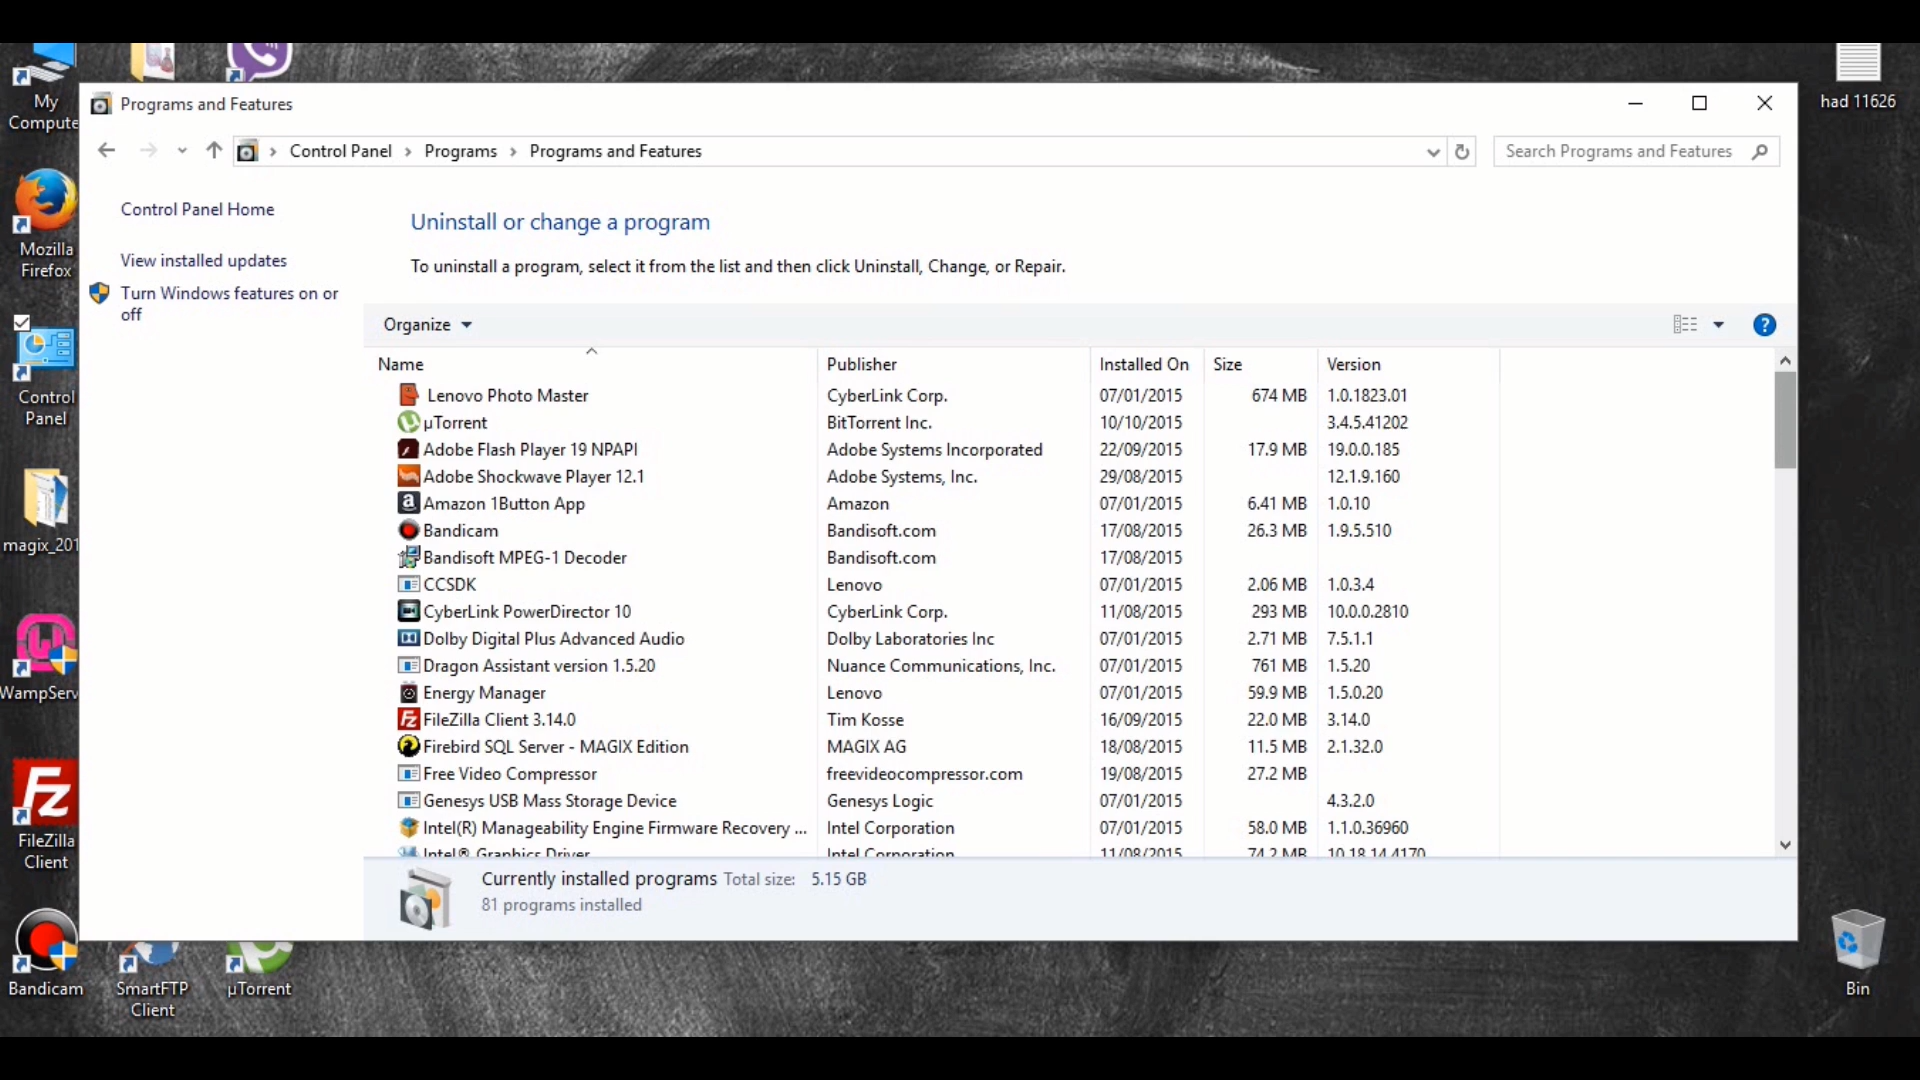 My
Compute
had 11626
Programs and Features
Control Panel
Programs
Programs and Features
Search Programs and Features
Control Panel Home
View installed updates
Turn Windows features on or
off
Uninstall or change a program
To uninstall a program, select it from the list and then click Uninstall, Change, or Repair.
Organize
Name Publisher Installed On Size Version
Lenovo Photo Master CyberLink Corp. 07/01/2015 674 MB 1.0.1823.01
µTorrent BitTorrent Inc. 10/10/2015 3.4.5.41202
Adobe Flash Player 19 NPAPI Adobe Systems Incorporated 22/09/2015 17.9 MB 19.0.0.185
Adobe Shockwave Player 12.1 Adobe Systems, Inc. 29/08/2015 12.1.9.160
Amazon 1Button App Amazon 07/01/2015 6.41 MB 1.0.10
Bandicam Bandisoft.com 17/08/2015 26.3 MB 1.9.5.510
Bandisoft MPEG-1 Decoder Bandisoft.com 17/08/2015
CCSDK Lenovo 07/01/2015 2.06 MB 1.0.3.4
CyberLink PowerDirector 10 CyberLink Corp. 11/08/2015 293 MB 10.0.0.2810
Dolby Digital Plus Advanced Audio Dolby Laboratories Inc 07/01/2015 2.71 MB 7.5.1.1
Dragon Assistant version 1.5.20 Nuance Communications, Inc. 07/01/2015 761 MB 1.5.20
Energy Manager Lenovo 07/01/2015 59.9 MB 1.5.0.20
FileZilla Client 3.14.0 Tim Kosse 16/09/2015 22.0 MB 3.14.0
Firebird SQL Server - MAGIX Edition MAGIX AG 18/08/2015 11.5 MB 2.1.32.0
Free Video Compressor freevideocompressor.com 19/08/2015 27.2 MB
Genesys USB Mass Storage Device Genesys Logic 07/01/2015 4.3.2.0
Intel(R) Manageability Engine Firmware Recovery ... Intel Corporation 07/01/2015 58.0 MB 1.1.0.36960
Intel® Graphics Driver Intel Corporation 11/08/2015 74.2 MB 10.18.14.4170
Currently installed programs Total size: 5.15 GB
81 programs installed
Mozilla
Firefox
Control
Panel
magix_201
WampServ
FileZilla
Client
Bandicam
SmartFTP
Client
µTorrent
Bin